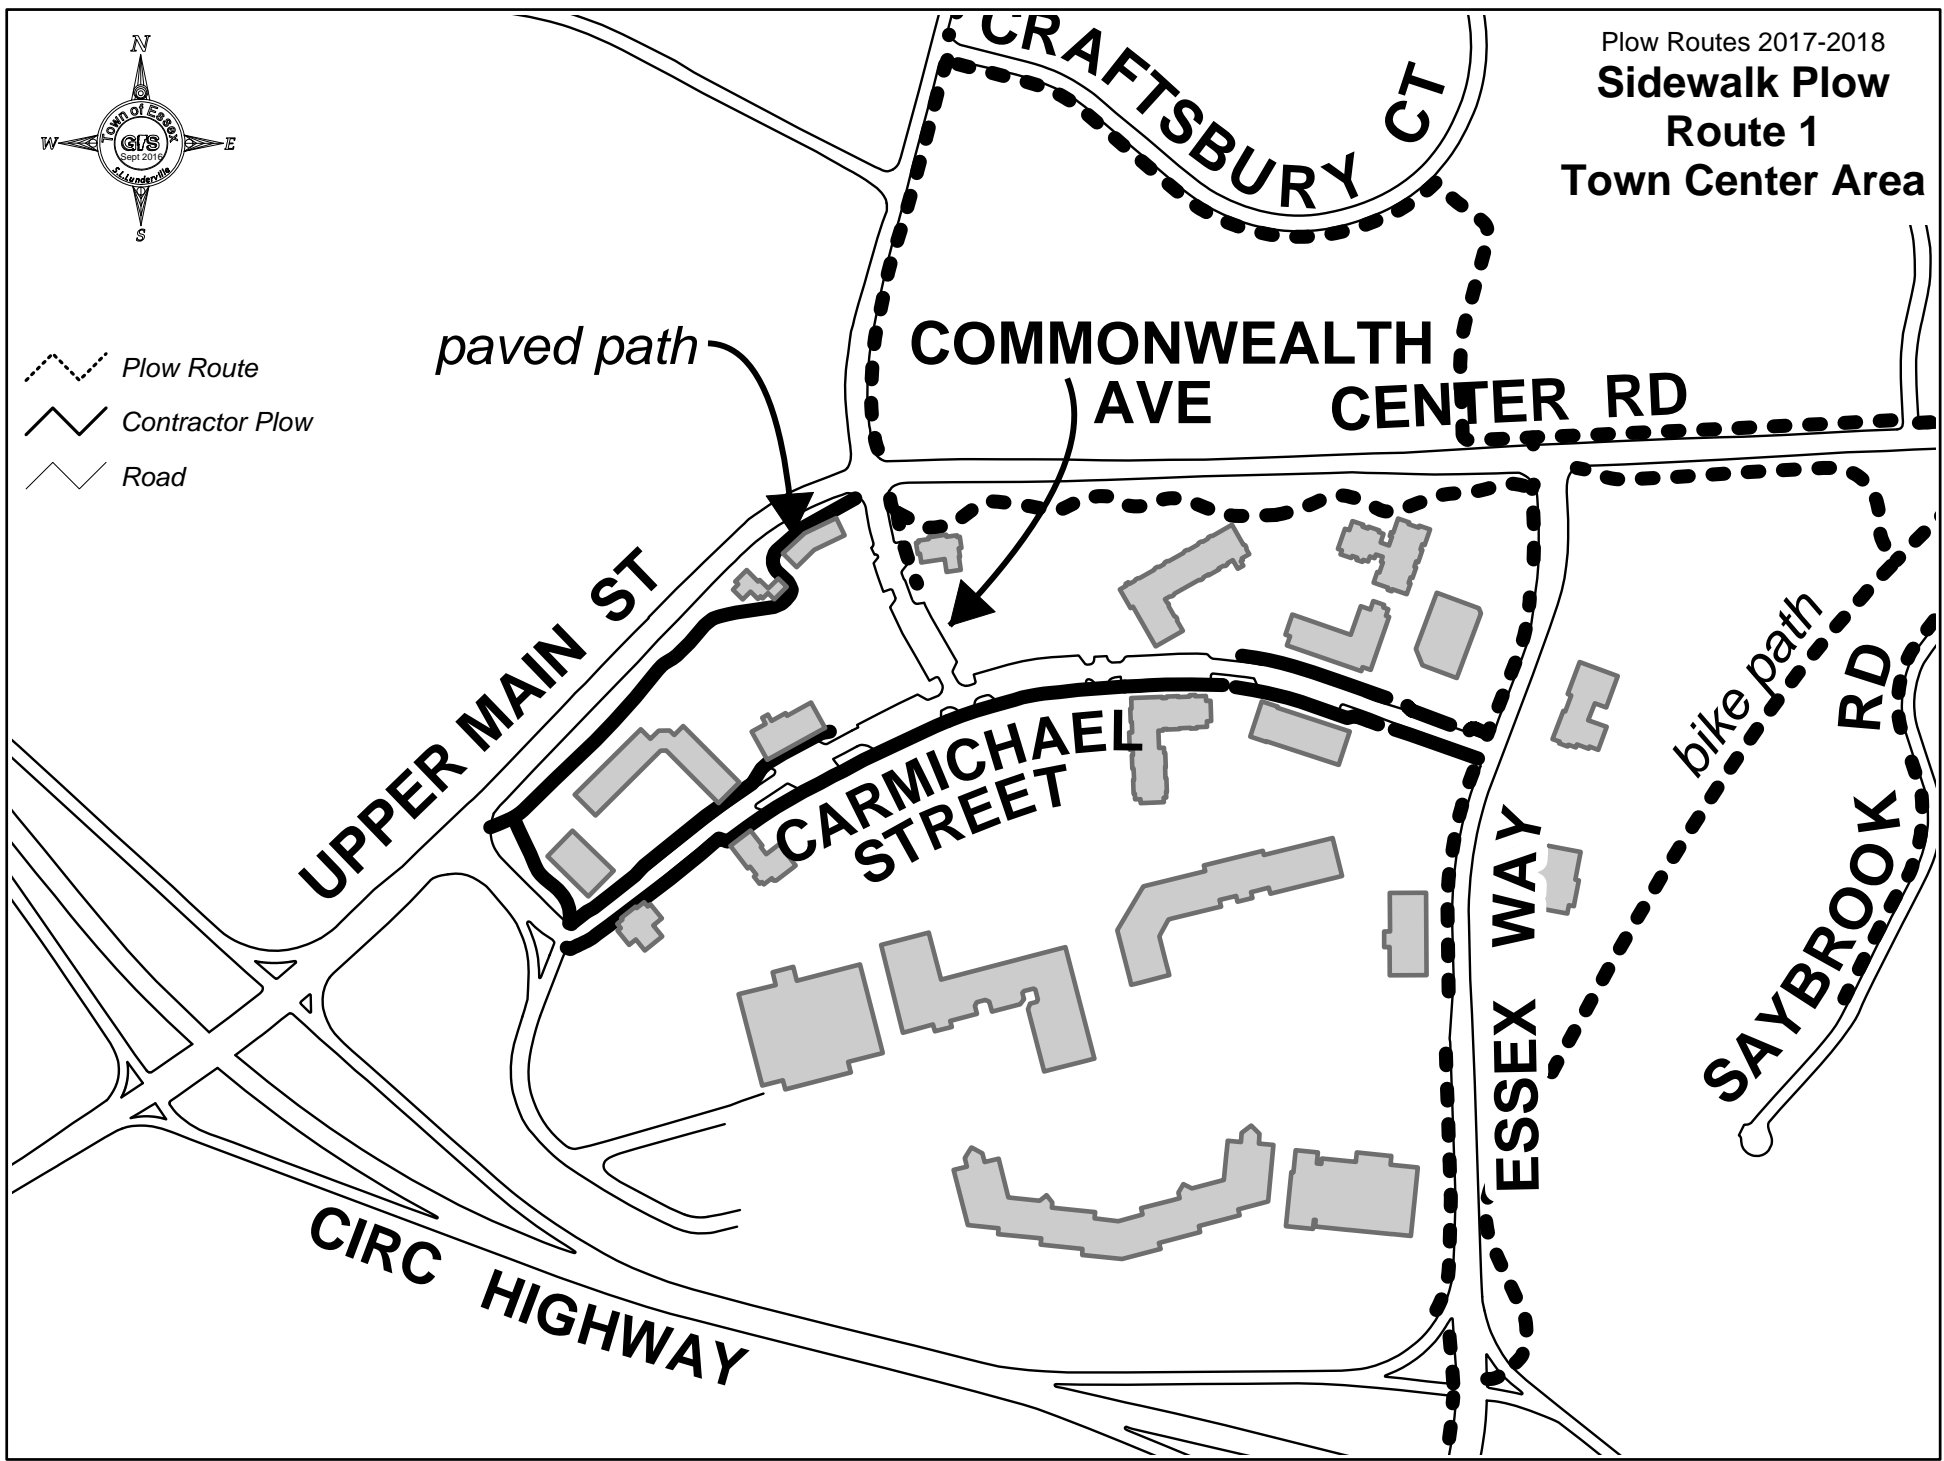 Plow Routes 2017-2018
Sidewalk Plow
Route 1
Town Center Area
N
W
E
S
Town of Essex
GIS
Sept 2016
S.L.Lunderville
CRAFTSBURY CT
Plow Route
Contractor Plow
Road
paved path
COMMONWEALTH
AVE
CENTER RD
UPPER MAIN ST
CARMICHAEL
STREET
bike path
SAYBROOK RD
ESSEX WAY
CIRC HIGHWAY